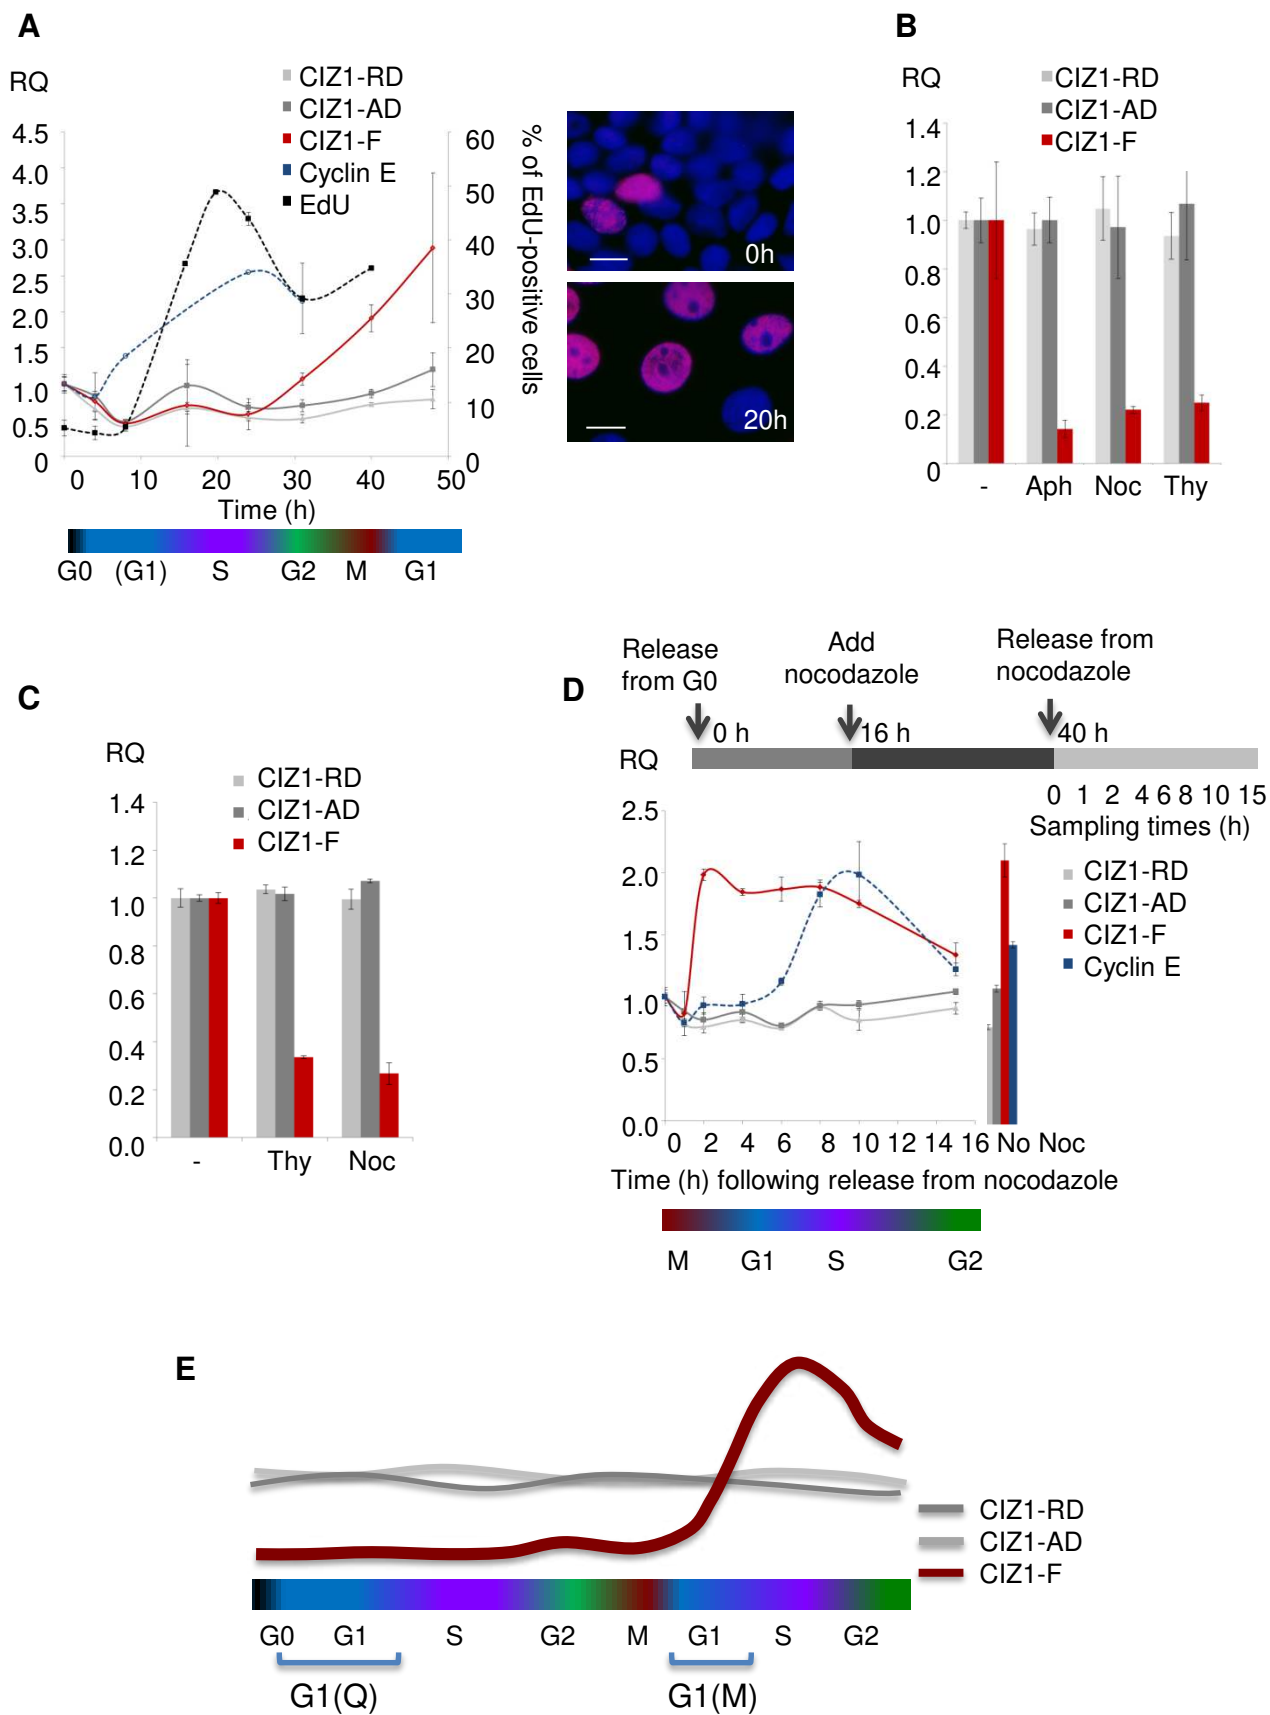 A
RQ
CIZ1-RD
CIZ1-AD
CIZ1-F
Cyclin E
EdU
4.5
4.0
3.5
3.0
2.5
2.0
1.5
1.0
0.5
0
60
50
40
30
20
10
0
% of EdU-positive cells
0 10 20 30 40 50
Time (h)
G0 (G1) S G2 M G1
0h
20h
B
RQ
CIZ1-RD
CIZ1-AD
CIZ1-F
1.4
1.2
1.0
0.8
0.6
0.4
0.2
0
- Aph Noc Thy
C
RQ
CIZ1-RD
CIZ1-AD
CIZ1-F
1.4
1.2
1.0
0.8
0.6
0.4
0.2
0.0
- Thy Noc
D
Release from G0
Add nocodazole
Release from nocodazole
0 h 16 h 40 h
0 1 2 4 6 8 10 15
Sampling times (h)
RQ
2.5
2.0
1.5
1.0
0.5
0.0
CIZ1-RD
CIZ1-AD
CIZ1-F
Cyclin E
0 2 4 6 8 10 12 14 16 No Noc
Time (h) following release from nocodazole
M G1 S G2
E
CIZ1-RD
CIZ1-AD
CIZ1-F
G0 G1 S G2 M G1 S G2
G1(Q) G1(M)